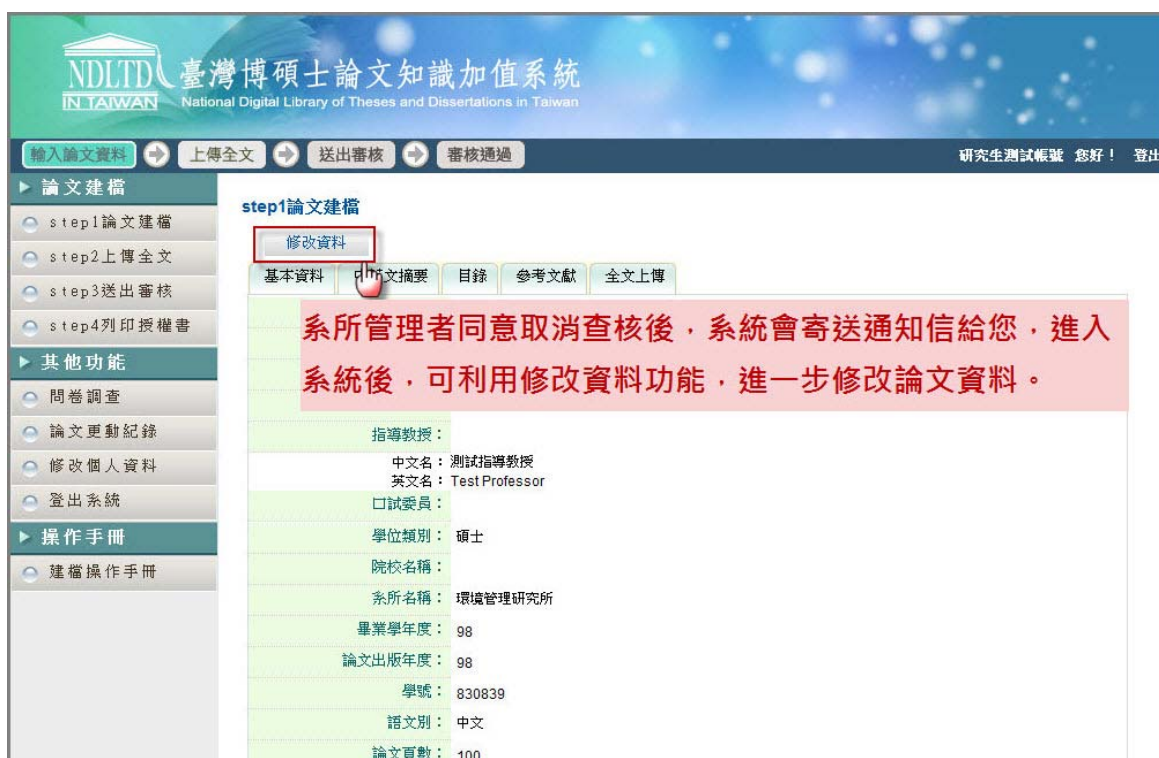 NDLTD
IN TAIWAN
臺灣博碩士論文知識加值系統
National Digital Library of Theses and Dissertations in Taiwan
輸入論文資料 上傳全文 送出審核 審核通過
研究生測試帳號 您好! 登出
論文建檔
step1論文建檔
step2上傳全文
step3送出審核
step4列印授權書
其他功能
問卷調查
論文更動紀錄
修改個人資料
登出系統
操作手冊
建檔操作手冊
step1論文建檔
修改資料
基本資料 中英文摘要 目錄 參考文獻 全文上傳
系所管理者同意取消查核後,系統會寄送通知信給您,進入
系統後,可利用修改資料功能,進一步修改論文資料。
指導教授:
中文名:測試指導教授
英文名:Test Professor
口試委員:
學位類別:碩士
院校名稱:
系所名稱:環境管理研究所
畢業學年度:98
論文出版年度:98
學號:830839
語文別:中文
論文頁數:100